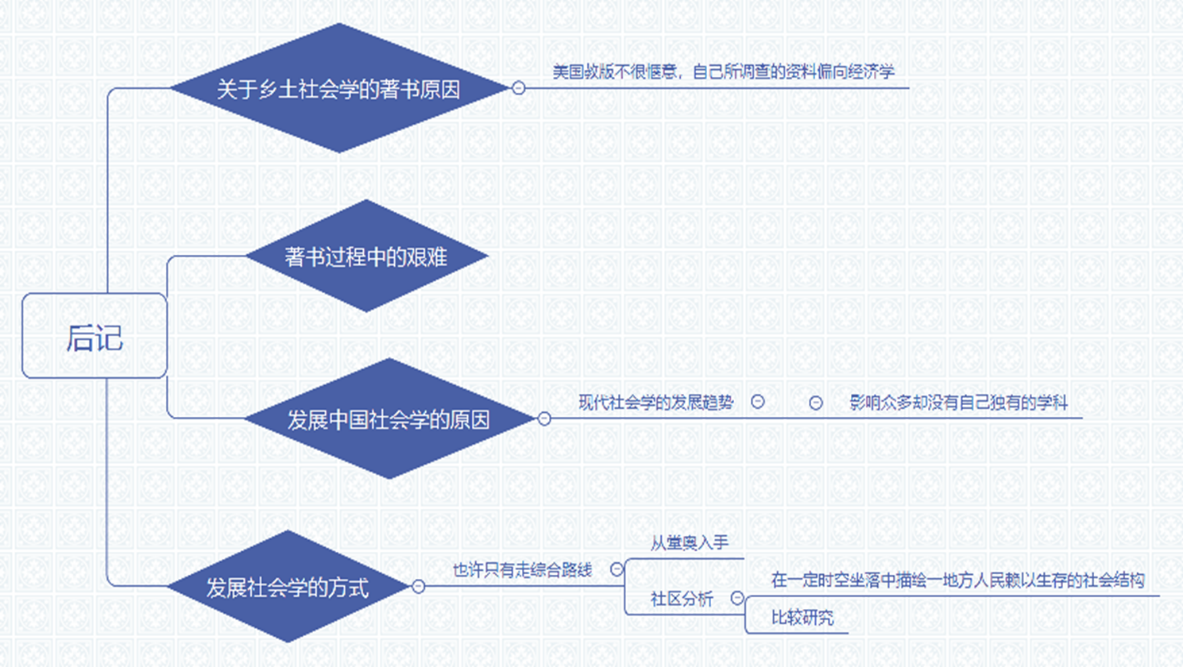 关于乡土社会学的著书原因
美国教版不很惬意，自己所调查的资料偏向经济学
著书过程中的艰难
后记
发展中国社会学的原因
现代社会学的发展趋势
影响众多却没有自己独有的学科
发展社会学的方式
也许只有走综合路线
从堂奥入手
社区分析
在一定时空坐落中描绘一地方人民赖以生存的社会结构
比较研究